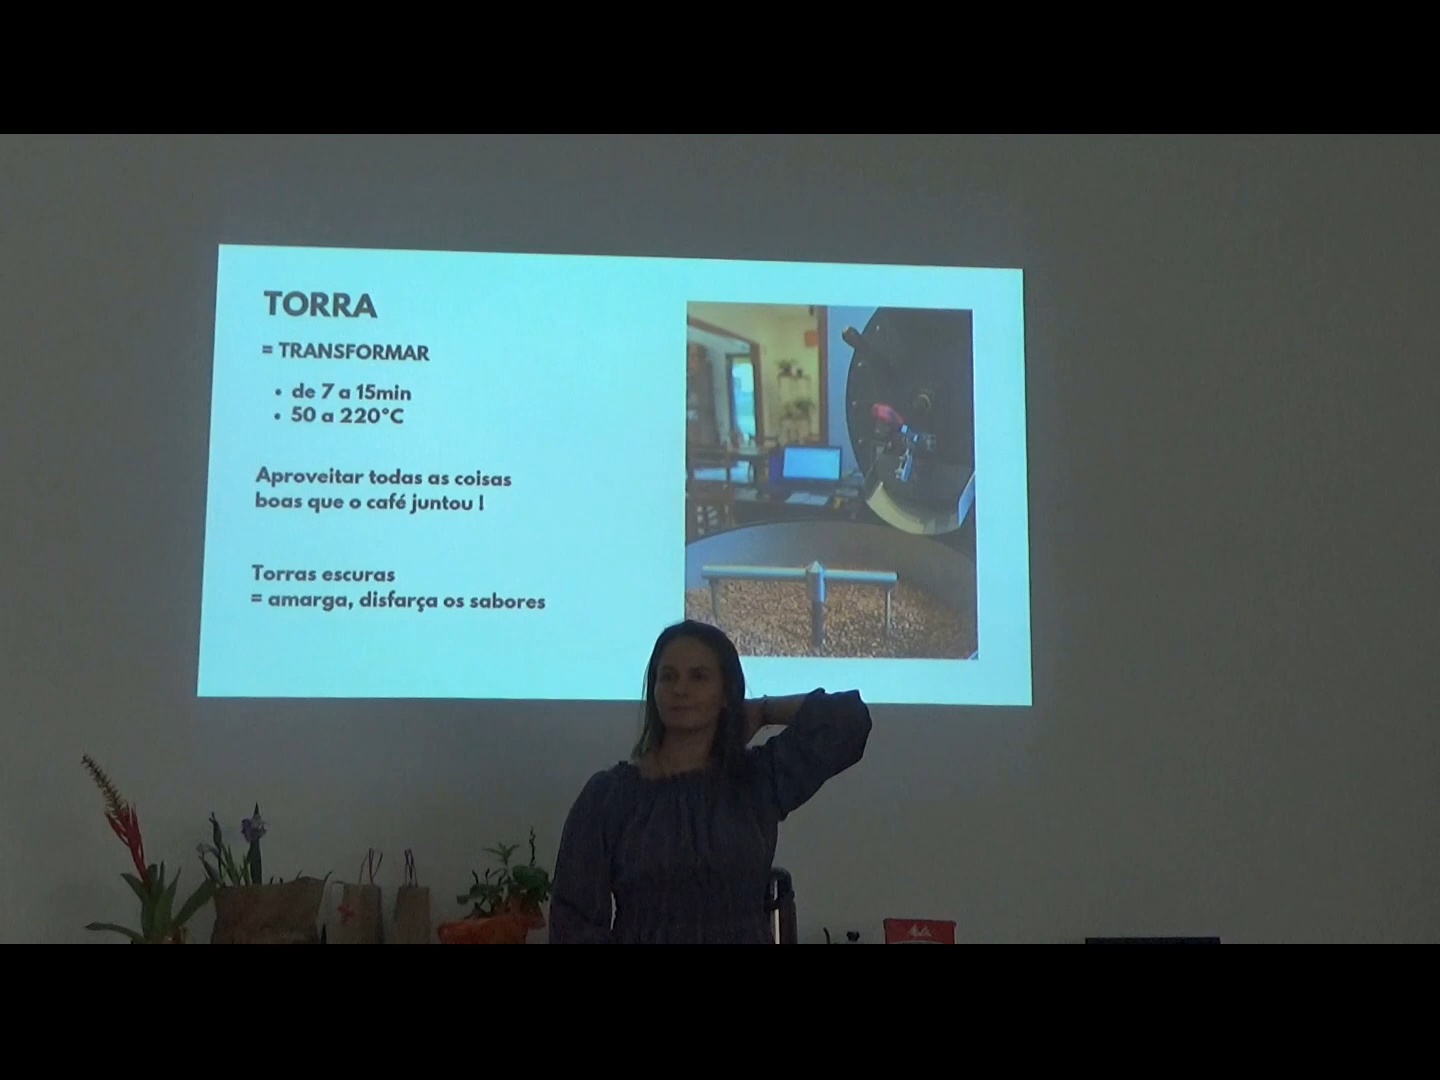 TORRA
= TRANSFORMAR
• de 7 a 15min
• 50 a 220°C
Aproveitar todas as coisas
boas que o café juntou !
Torras escuras
= amarga, disfarça os sabores